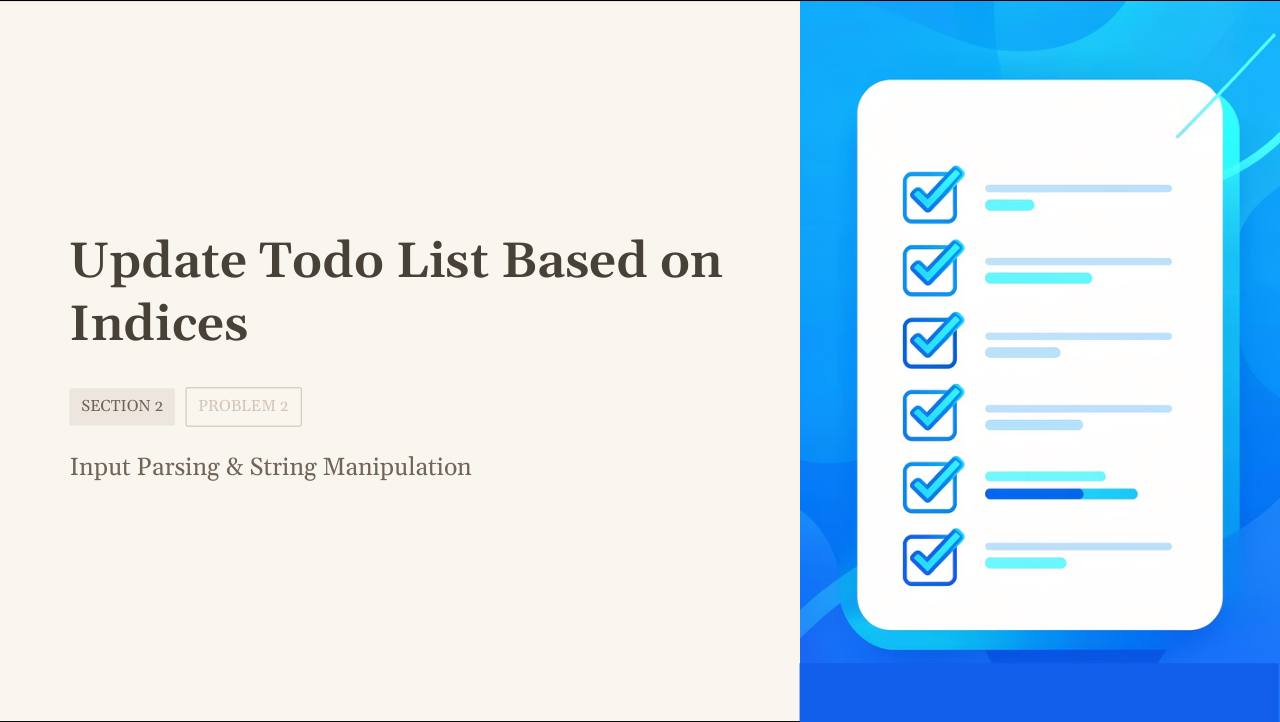 Update Todo List Based on
Indices
SECTION 2
PROBLEM 2
Input Parsing & String Manipulation